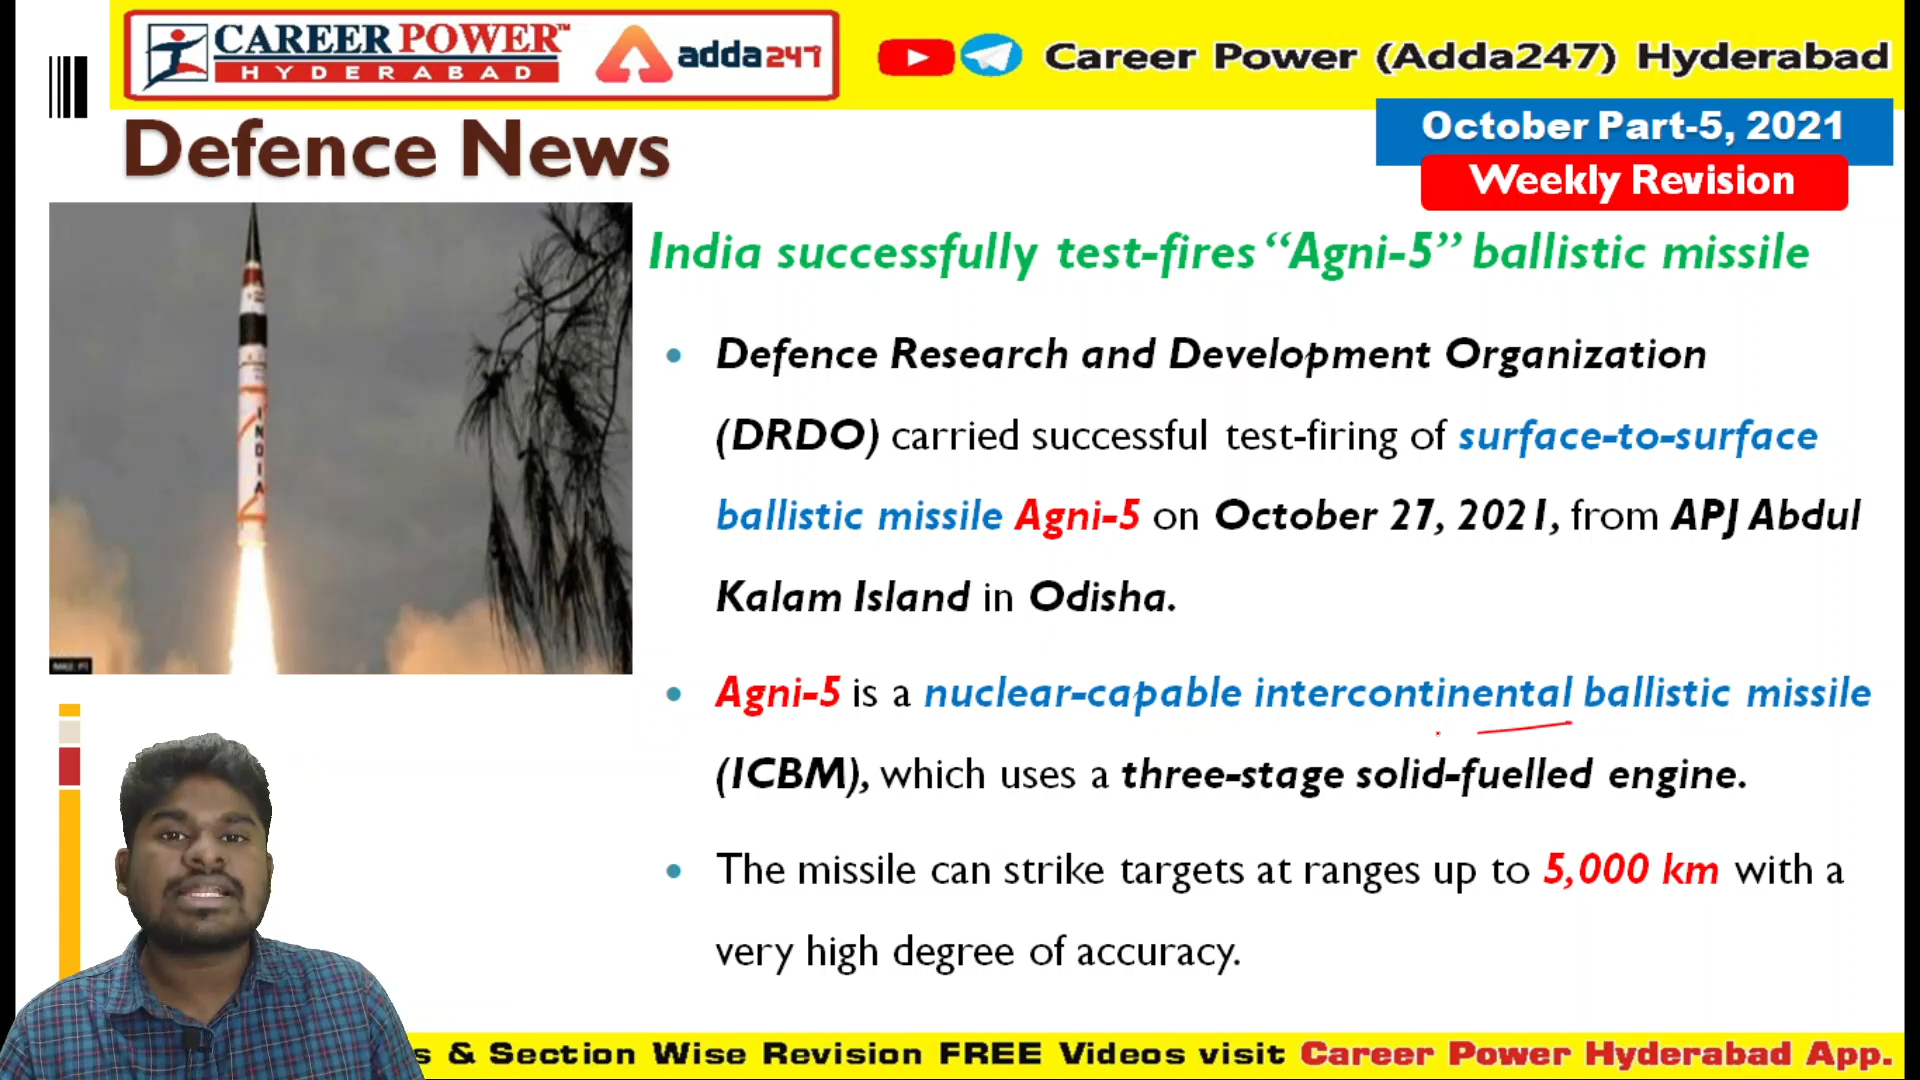 CAREER POWER™
HYDERABAD
adda247
Career Power (Adda247) Hyderabad
Defence News
October Part-5, 2021
Weekly Revision
INDIA
India successfully test-fires “Agni-5” ballistic missile
• Defence Research and Development Organization
(DRDO) carried successful test-firing of surface-to-surface
ballistic missile Agni-5 on October 27, 2021, from APJ Abdul
Kalam Island in Odisha.
• Agni-5 is a nuclear-capable intercontinental ballistic missile
(ICBM), which uses a three-stage solid-fuelled engine.
• The missile can strike targets at ranges up to 5,000 km with a
very high degree of accuracy.
& Section Wise Revision FREE Videos visit Career Power Hyderabad App.